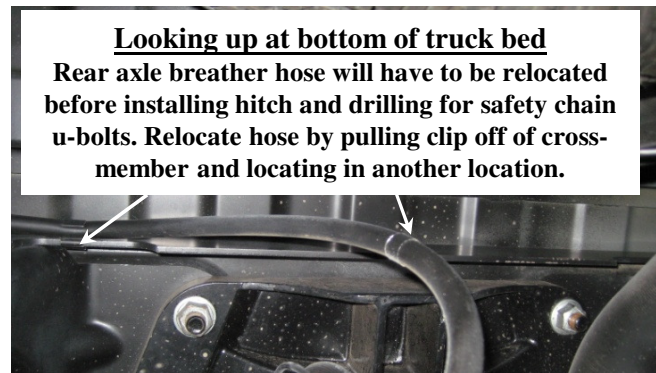 Looking up at bottom of truck bed
Rear axle breather hose will have to be relocated
before installing hitch and drilling for safety chain
u-bolts. Relocate hose by pulling clip off of cross-
member and locating in another location.